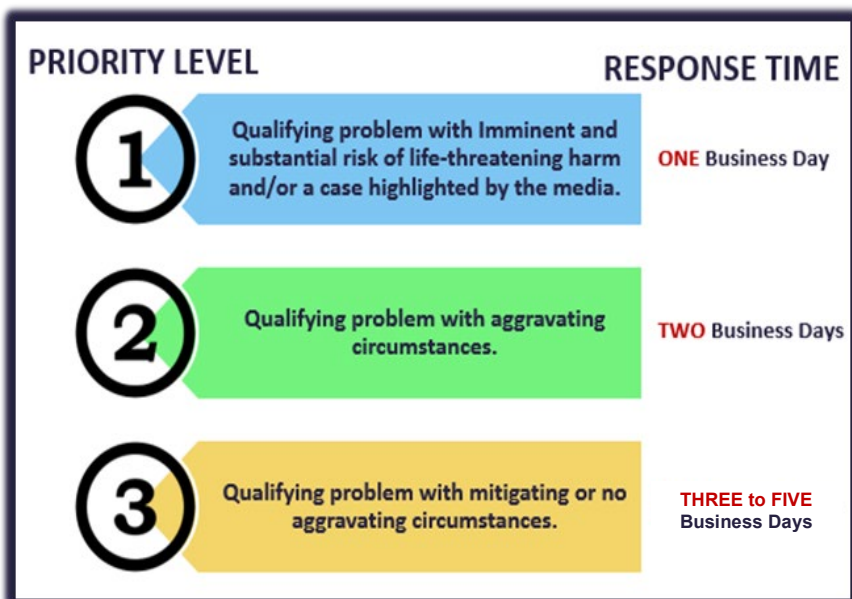 PRIORITY LEVEL
RESPONSE TIME
1
Qualifying problem with Imminent and
substantial risk of life-threatening harm
and/or a case highlighted by the media.
ONE Business Day
2
Qualifying problem with aggravating
circumstances.
TWO Business Days
3
Qualifying problem with mitigating or no
aggravating circumstances.
THREE to FIVE
Business Days